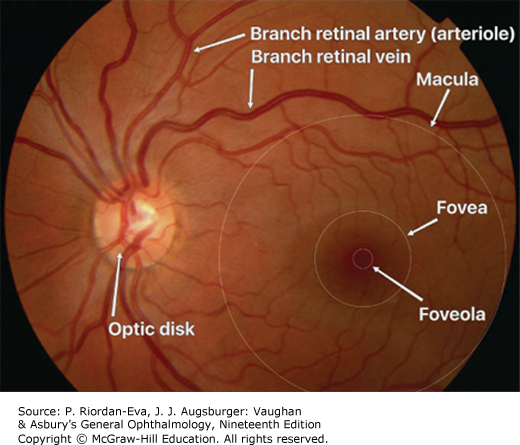 Branch retinal artery (arteriole)
Branch retinal vein
Macula
Fovea
Foveola
Optic disk
Source: P. Riordan-Eva, J. J. Augsburger: Vaughan
& Asbury's General Ophthalmology, Nineteenth Edition
Copyright © McGraw-Hill Education. All rights reserved.